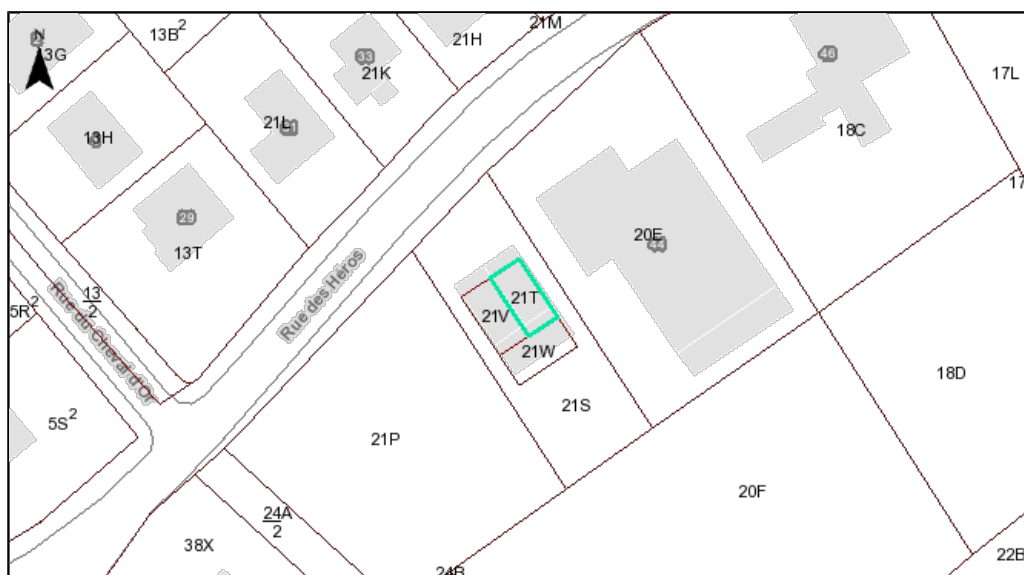 21M
13B²
21H
N
13G
33
21K
46
17L
21L
13H
18C
17
29
13T
20E
44
Rue des Héros
13
2
5R²
Rue du Cheval d'Or
21T
21V
21W
18D
21S
5S²
21P
20F
24A
2
38X
22B
24B